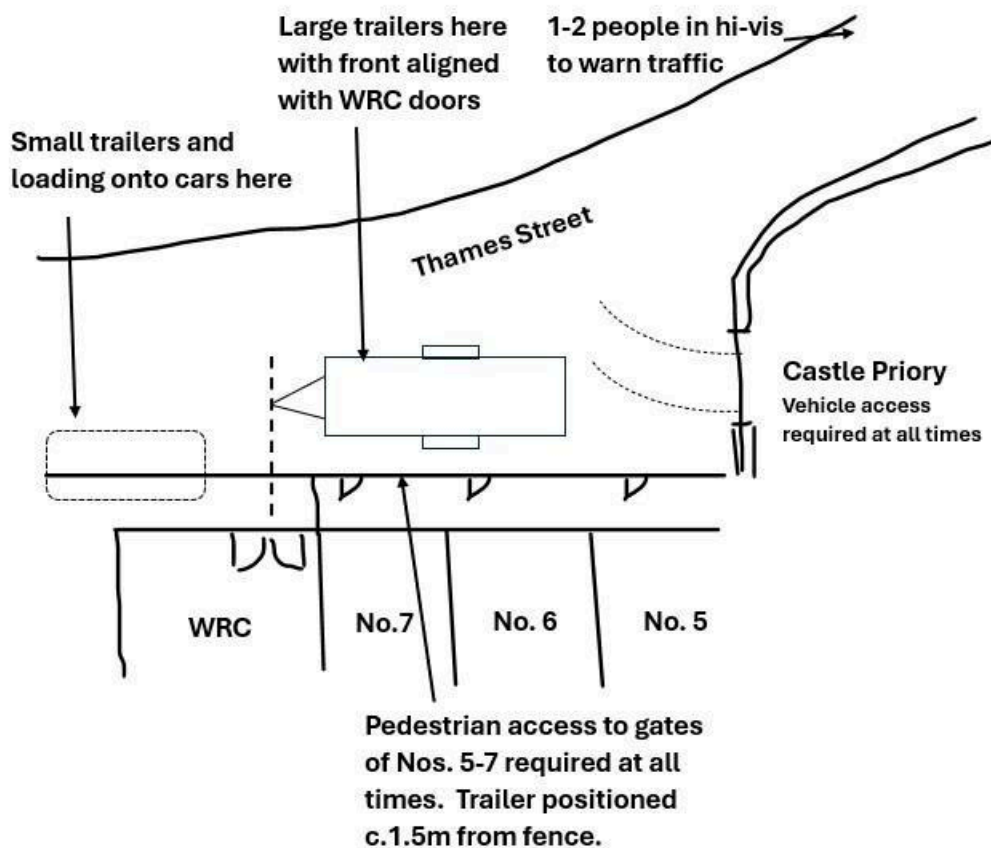 Large trailers here
with front aligned
with WRC doors
1-2 people in hi-vis
to warn traffic
Small trailers and
loading onto cars here
Thames Street
Castle Priory
Vehicle access
required at all times
WRC
No.7
No. 6
No. 5
Pedestrian access to gates
of Nos. 5-7 required at all
times.  Trailer positioned
c.1.5m from fence.